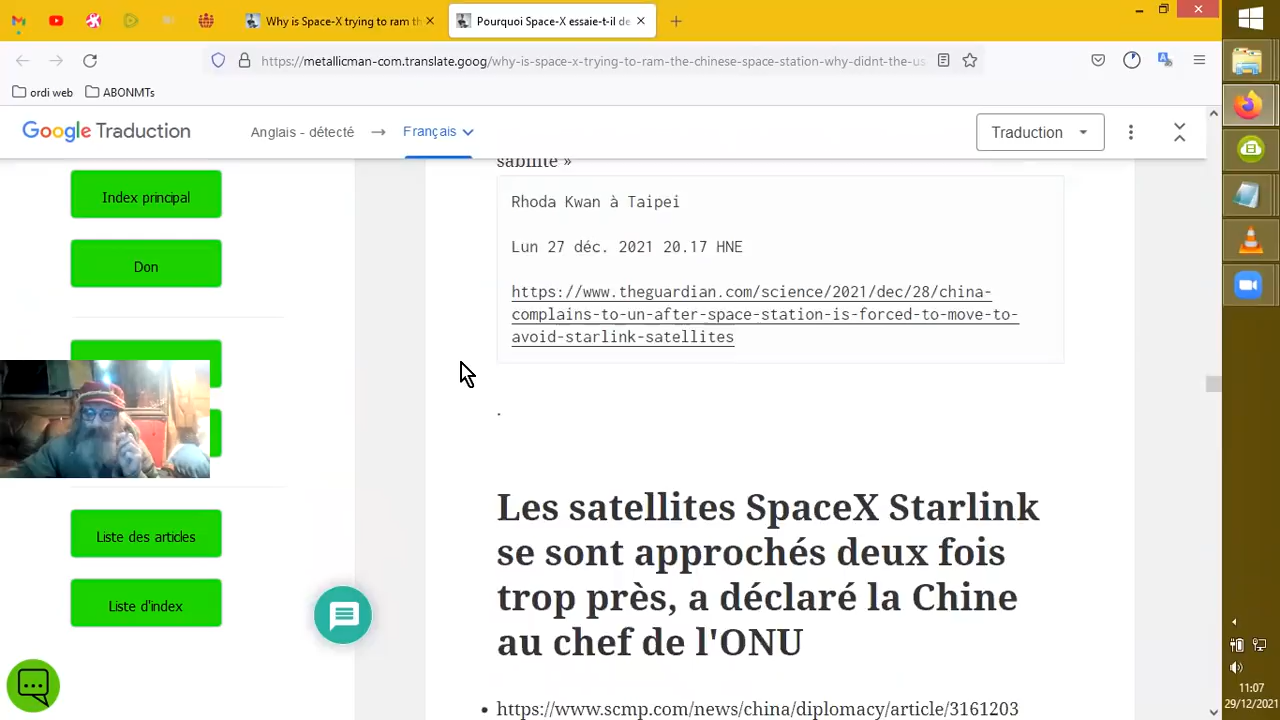 Why is Space-X trying to ram th
Pourquoi Space-X essaie-t-il de
https://metallicman-com.translate.goog/why-is-space-x-trying-to-ram-the-chinese-space-station-why-didnt-the-us
ordi web
ABONMTs
Google Traduction
Anglais - détecté
Français
Traduction
Index principal
Don
Liste des articles
Liste d'index
Rhoda Kwan à Taipei
Lun 27 déc. 2021 20.17 HNE
https://www.theguardian.com/science/2021/dec/28/china-
complains-to-un-after-space-station-is-forced-to-move-to-
avoid-starlink-satellites
.
Les satellites SpaceX Starlink
se sont approchés deux fois
trop près, a déclaré la Chine
au chef de l'ONU
• https://www.scmp.com/news/china/diplomacy/article/3161203
11:07
29/12/2021